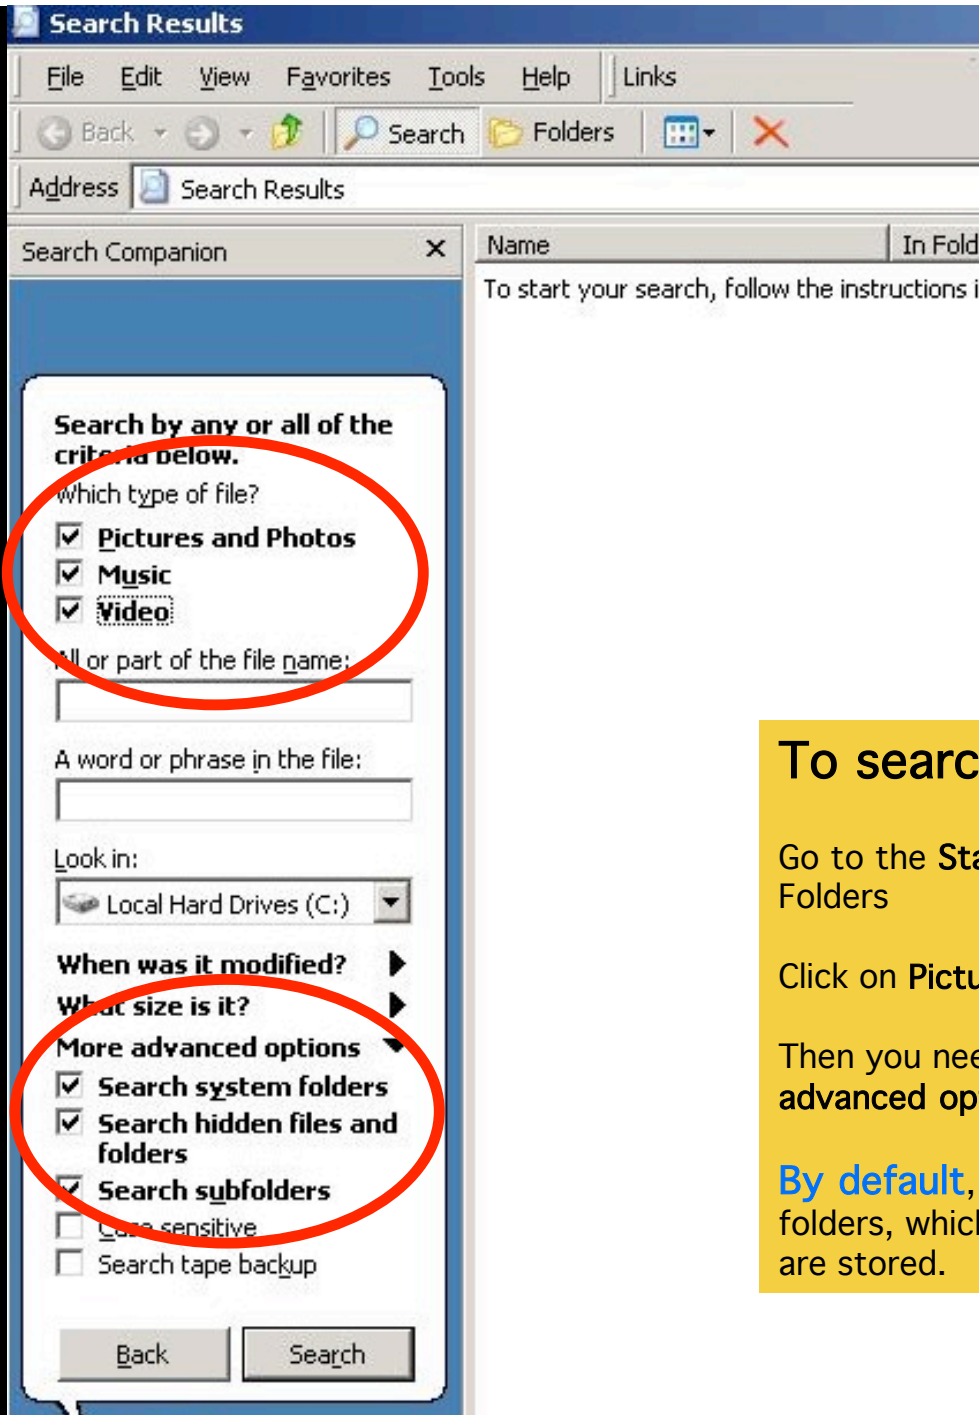 Search Results
File Edit View Favorites Tools Help Links
Back Search Folders
Address Search Results
Search Companion
Name In Fold
To start your search, follow the instructions i
Search by any or all of the
criteria below.
Which type of file?
Pictures and Photos
Music
Video
All or part of the file name:
A word or phrase in the file:
Look in:
Local Hard Drives (C:)
When was it modified?
What size is it?
More advanced options
Search system folders
Search hidden files and
folders
Search subfolders
Case sensitive
Search tape backup
Back Search
To searc
Go to the Sta
Folders
Click on Pictu
Then you nee
advanced op
By default,
folders, which
are stored.